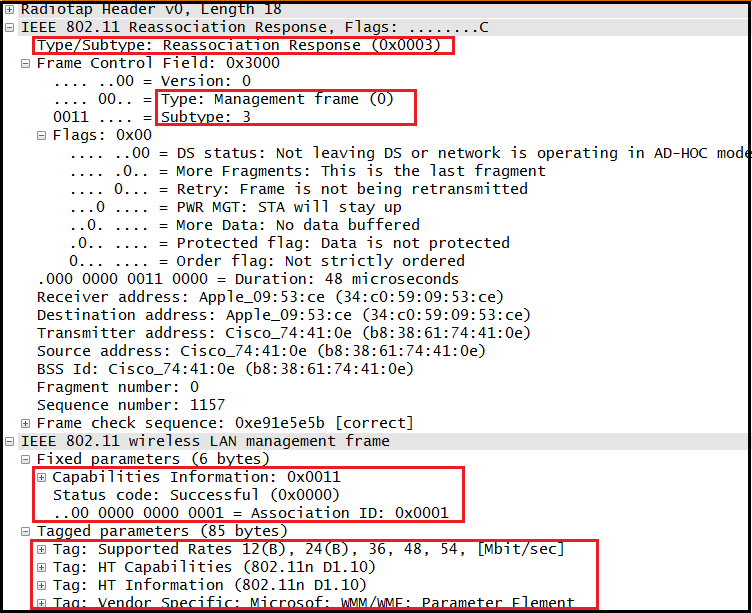 Radiotap Header v0, Length 18
IEEE 802.11 Reassociation Response, Flags: ........C
Type/Subtype: Reassociation Response (0x0003)
Frame Control Field: 0x3000
.... ..00 = Version: 0
.... 00.. = Type: Management frame (0)
0011 .... = Subtype: 3
Flags: 0x00
.... ..00 = DS status: Not leaving DS or network is operating in AD-HOC mode
.... .0.. = More Fragments: This is the last fragment
.... 0... = Retry: Frame is not being retransmitted
...0 .... = PWR MGT: STA will stay up
..0. .... = More Data: No data buffered
.0.. .... = Protected flag: Data is not protected
0... .... = Order flag: Not strictly ordered
.000 0000 0011 0000 = Duration: 48 microseconds
Receiver address: Apple_09:53:ce (34:c0:59:09:53:ce)
Destination address: Apple_09:53:ce (34:c0:59:09:53:ce)
Transmitter address: Cisco_74:41:0e (b8:38:61:74:41:0e)
Source address: Cisco_74:41:0e (b8:38:61:74:41:0e)
BSS Id: Cisco_74:41:0e (b8:38:61:74:41:0e)
Fragment number: 0
Sequence number: 1157
Frame check sequence: 0xe91e5e5b [correct]
IEEE 802.11 wireless LAN management frame
Fixed parameters (6 bytes)
Capabilities Information: 0x0011
Status code: Successful (0x0000)
..00 0000 0000 0001 = Association ID: 0x0001
Tagged parameters (85 bytes)
Tag: Supported Rates 12(B), 24(B), 36, 48, 54, [Mbit/sec]
Tag: HT Capabilities (802.11n D1.10)
Tag: HT Information (802.11n D1.10)
Tag: Vendor Specific: Microsof: WMM/WME: Parameter Element